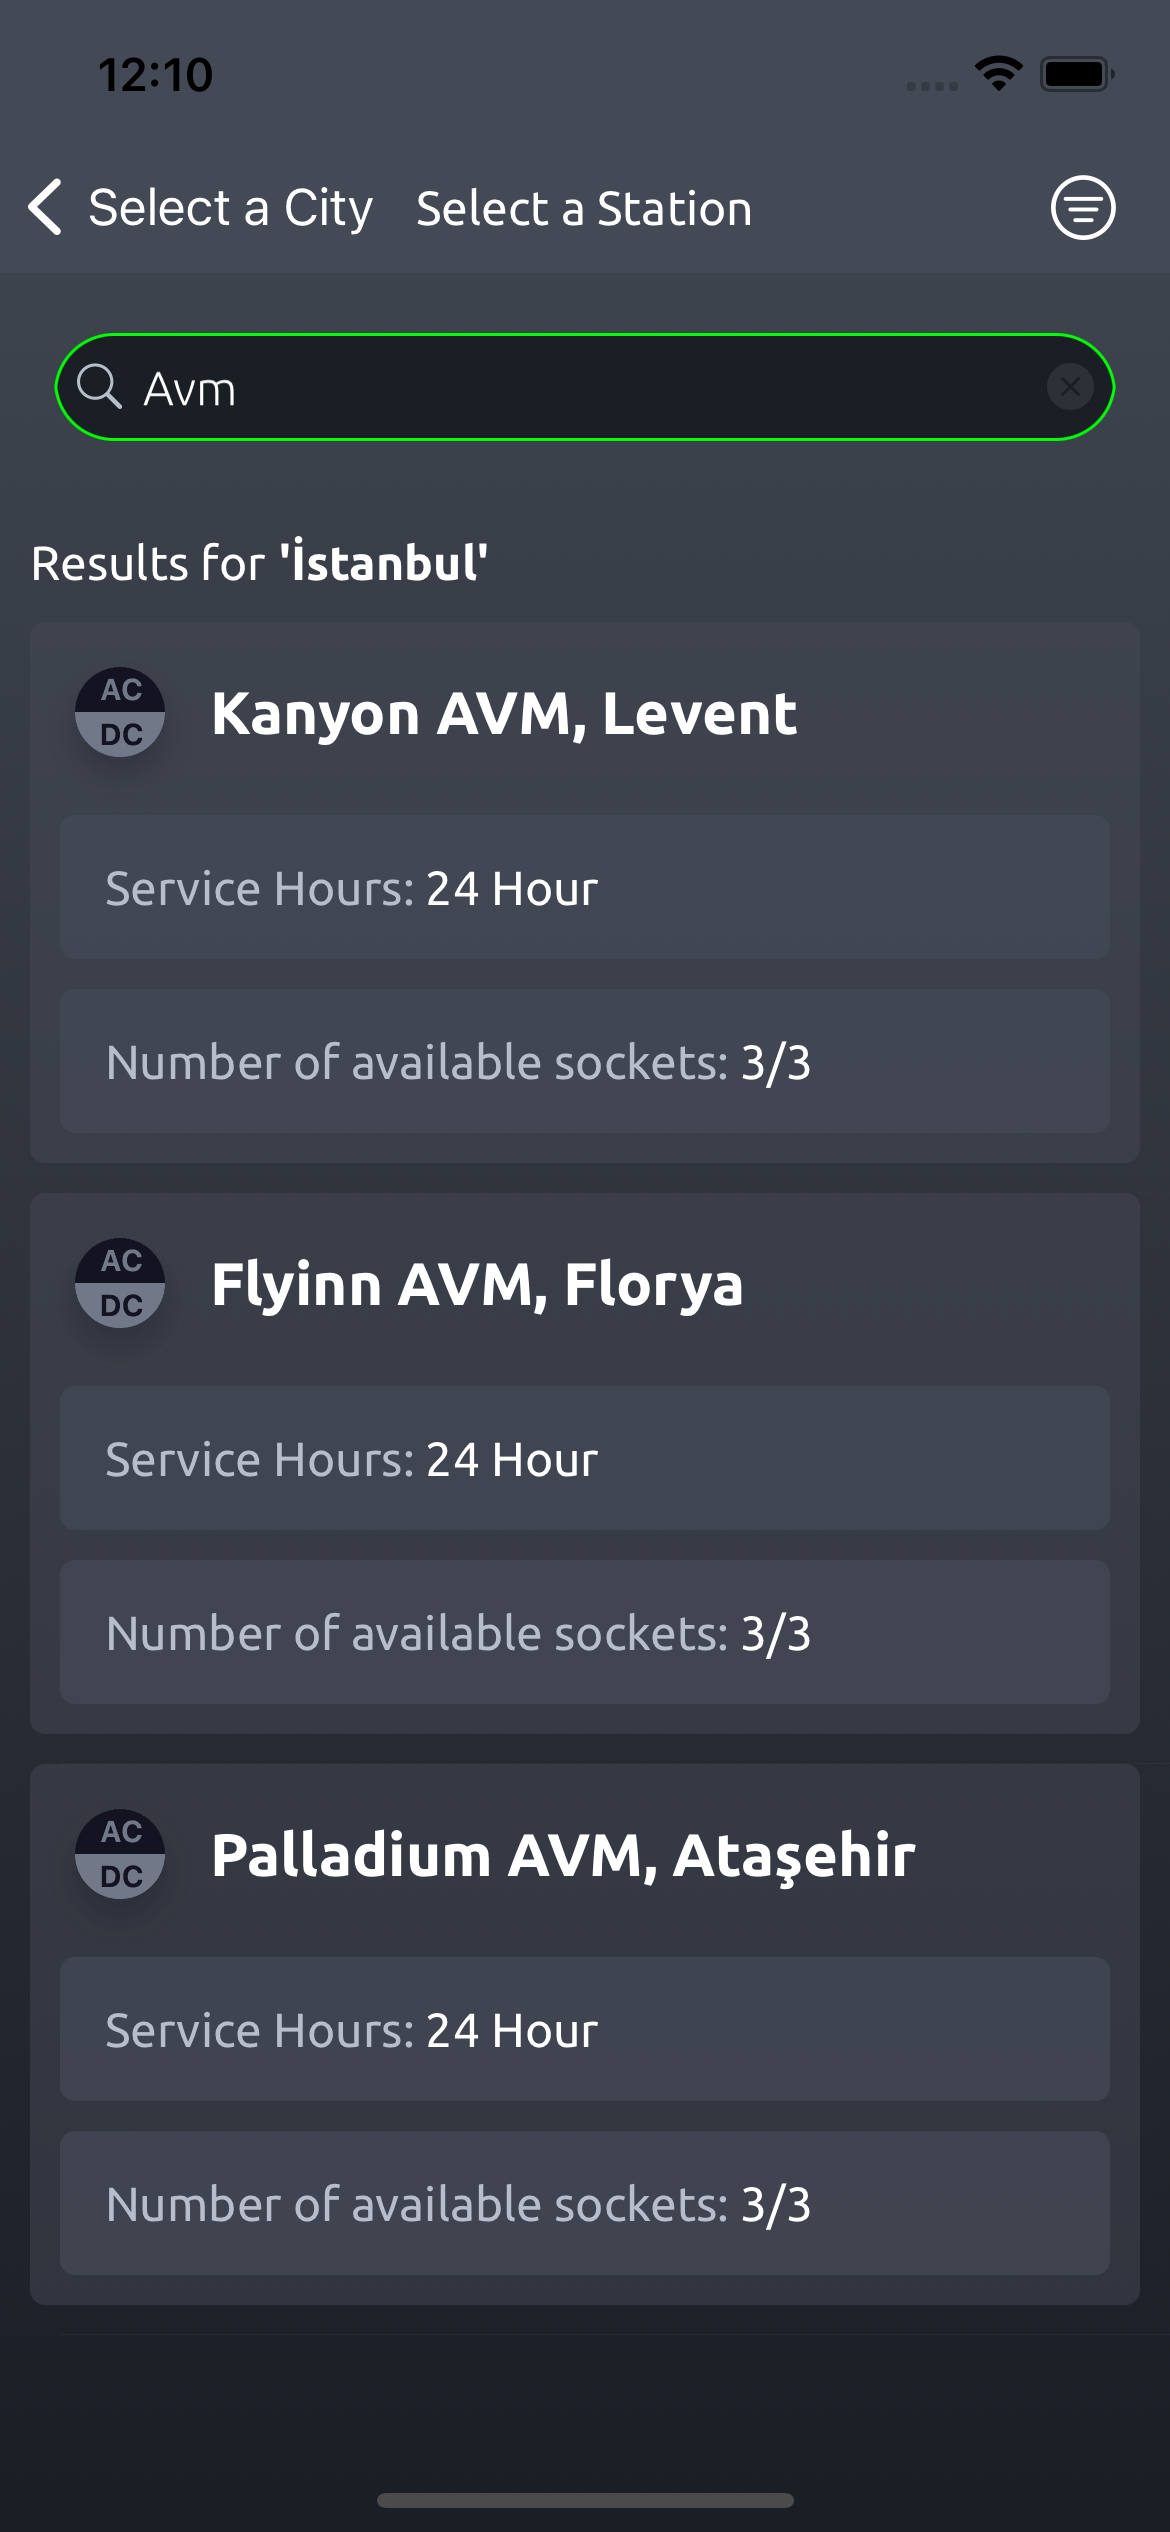 12:10
Select a City Select a Station
Avm
Results for 'İstanbul'
AC
DC
Kanyon AVM, Levent
Service Hours: 24 Hour
Number of available sockets: 3/3
AC
DC
Flyinn AVM, Florya
Service Hours: 24 Hour
Number of available sockets: 3/3
AC
DC
Palladium AVM, Ataşehir
Service Hours: 24 Hour
Number of available sockets: 3/3